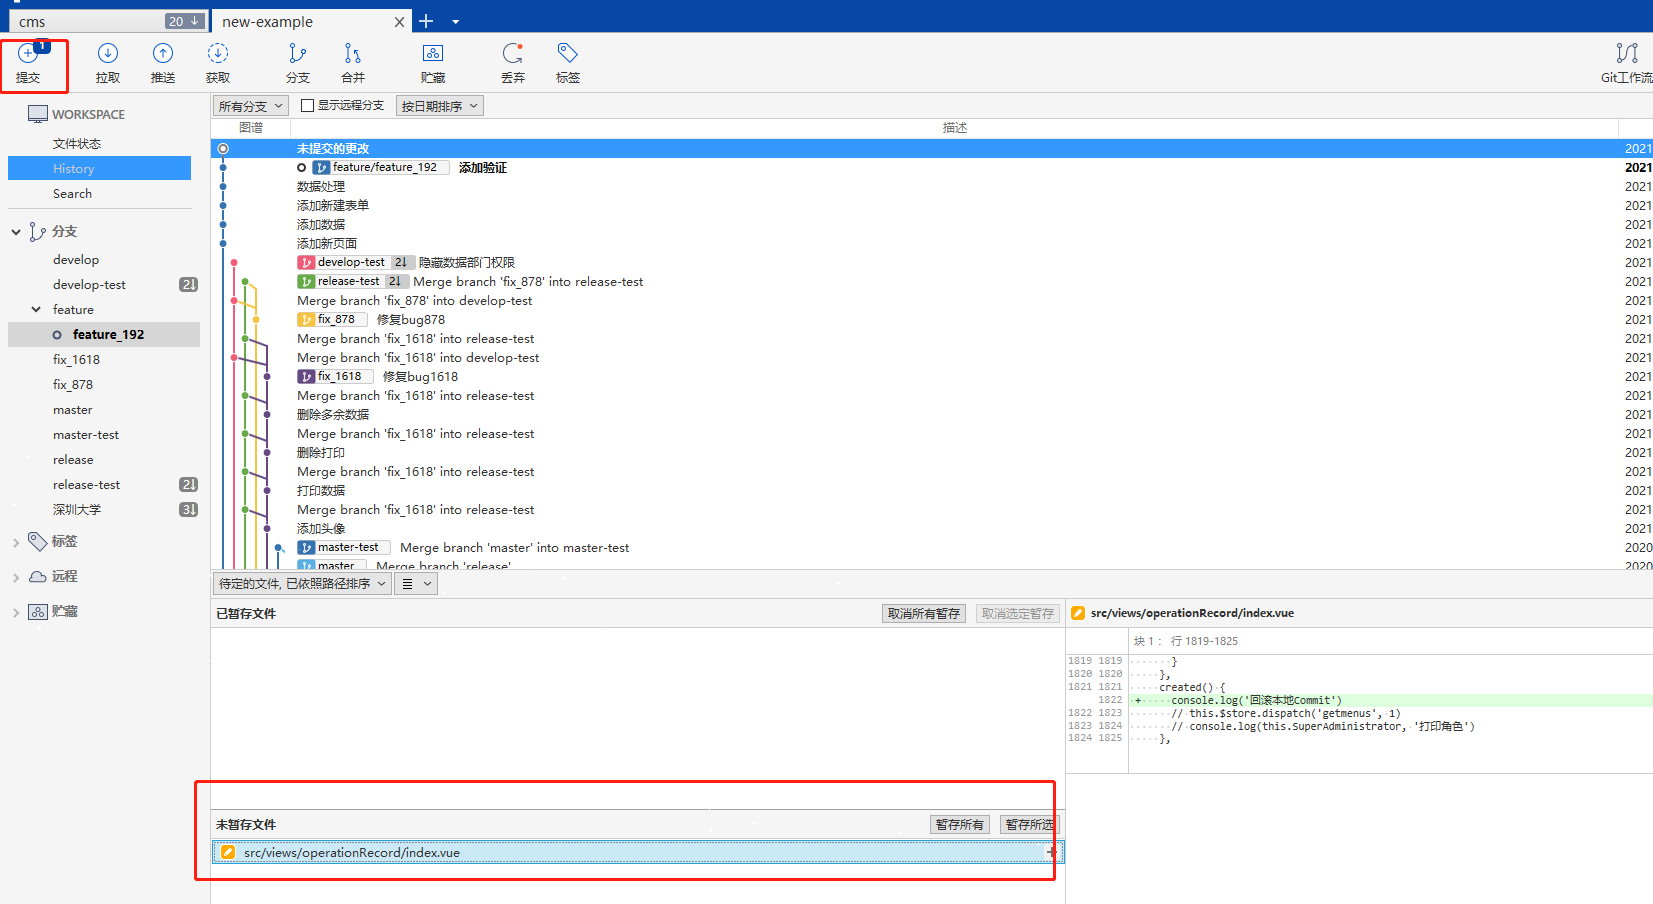 cms 20 ↓ new-example
1
提交 拉取 推送 获取 分支 合并 贮藏 丢弃 标签 Git工作流
WORKSPACE
文件状态
History
Search
分支
develop
develop-test 2↓
feature
feature_192
fix_1618
fix_878
master
master-test
release
release-test 2↓
深圳大学 3↓
标签
远程
贮藏
所有分支 显示远程分支 按日期排序
图谱 描述
未提交的更改 2021
feature/feature_192 添加验证 2021
数据处理 2021
添加新建表单 2021
添加数据 2021
添加新页面 2021
develop-test 2↓ 隐藏数据部门权限 2021
release-test 2↓ Merge branch 'fix_878' into release-test 2021
Merge branch 'fix_878' into develop-test 2021
fix_878 修复bug878 2021
Merge branch 'fix_1618' into release-test 2021
Merge branch 'fix_1618' into develop-test 2021
fix_1618 修复bug1618 2021
Merge branch 'fix_1618' into release-test 2021
删除多余数据 2021
Merge branch 'fix_1618' into release-test 2021
删除打印 2021
Merge branch 'fix_1618' into release-test 2021
打印数据 2021
Merge branch 'fix_1618' into release-test 2021
添加头像 2021
master-test Merge branch 'master' into master-test 2020
master Merge branch 'release' 2020
待定的文件, 已依照路径排序
已暂存文件 取消所有暂存 取消选定暂存
未暂存文件 暂存所有 暂存所选
src/views/operationRecord/index.vue
src/views/operationRecord/index.vue
块 1： 行 1819-1825
1819 1819 }
1820 1820 },
1821 1821 created() {
1822 + console.log('回滚本地Commit')
1822 1823 // this.$store.dispatch('getmenus', 1)
1823 1824 // console.log(this.SuperAdministrator, '打印角色')
1824 1825 },